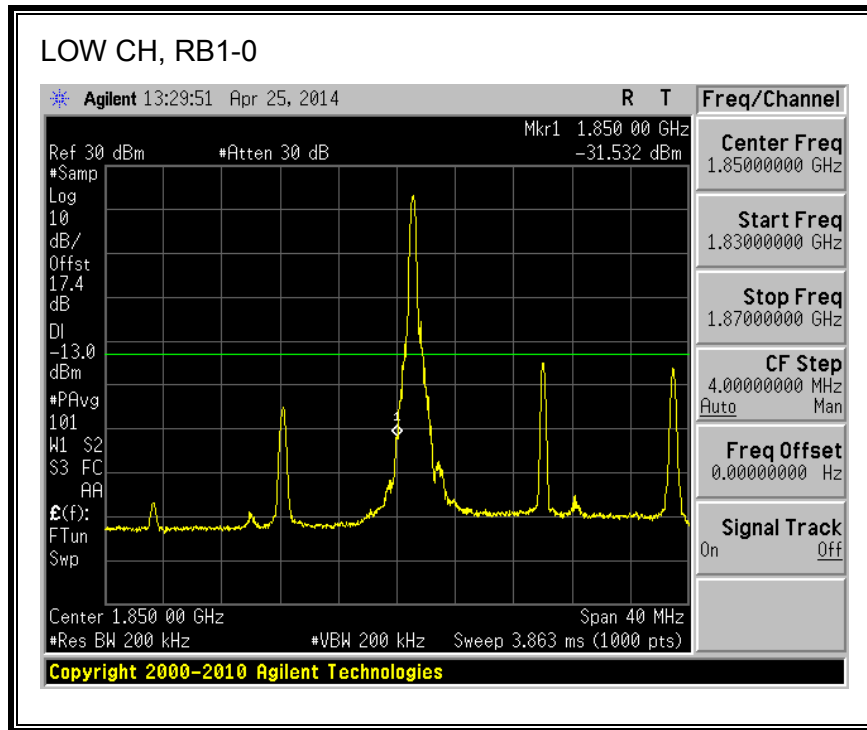 LOW CH, RB1-0
Agilent 13:29:51 Apr 25, 2014 R T
Freq/Channel
Mkr1 1.850 00 GHz
Ref 30 dBm #Atten 30 dB -31.532 dBm
#Samp
Log
10
dB/
Offst
17.4
dB
DI
-13.0
dBm
#PAvg
101
W1 S2
S3 FC
AA
£(f):
FTun
Swp
1
Center 1.850 00 GHz Span 40 MHz
#Res BW 200 kHz #VBW 200 kHz Sweep 3.863 ms (1000 pts)
Copyright 2000-2010 Agilent Technologies
Center Freq
1.85000000 GHz
Start Freq
1.83000000 GHz
Stop Freq
1.87000000 GHz
CF Step
4.00000000 MHz
Auto Man
Freq Offset
0.00000000 Hz
Signal Track
On Off